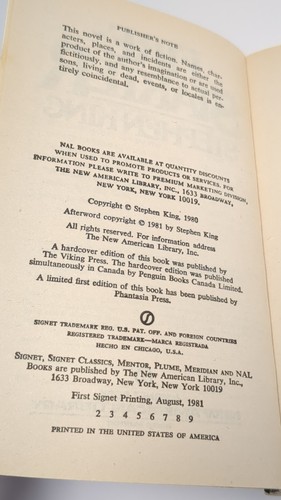 PUBLISHER'S NOTE
This novel is a work of fiction. Names, char-
acters, places, and incidents are either the
product of the author's imagination or are used
fictitiously, and any resemblance to actual per-
sons, living or dead, events, or locales is en-
tirely coincidental.
NAL BOOKS ARE AVAILABLE AT QUANTITY DISCOUNTS
WHEN USED TO PROMOTE PRODUCTS OR SERVICES. FOR
INFORMATION PLEASE WRITE TO PREMIUM MARKETING DIVISION,
THE NEW AMERICAN LIBRARY, INC., 1633 BROADWAY,
NEW YORK, NEW YORK 10019.
Copyright © Stephen King, 1980
Afterword copyright © 1981 by Stephen King
All rights reserved. For information address
The New American Library, Inc.
A hardcover edition of this book was published by
The Viking Press. The hardcover edition was published
simultaneously in Canada by Penguin Books Canada Limited.
A limited first edition of this book has been published by
Phantasia Press.
SIGNET TRADEMARK REG. U.S. PAT. OFF. AND FOREIGN COUNTRIES
REGISTERED TRADEMARK—MARCA REGISTRADA
HECHO EN CHICAGO, U.S.A.
SIGNET, SIGNET CLASSICS, MENTOR, PLUME, MERIDIAN AND NAL
BOOKS are published by The New American Library, Inc.,
1633 Broadway, New York, New York 10019
First Signet Printing, August, 1981
2 3 4 5 6 7 8 9
PRINTED IN THE UNITED STATES OF AMERICA